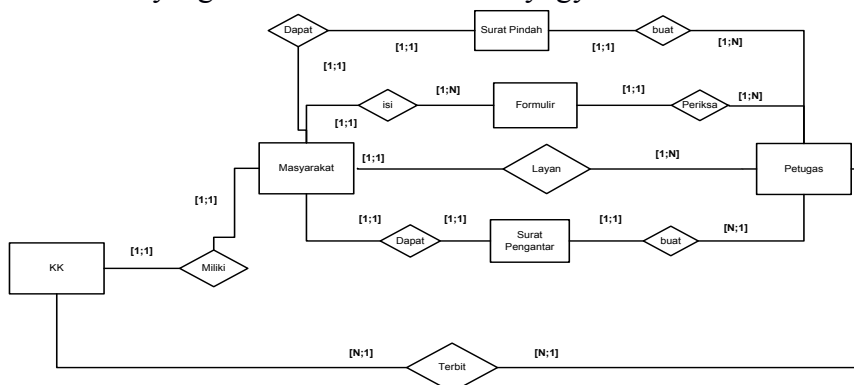 Dapat
[1;1]
Surat Pindah
[1;1]
buat
[1;N]
[1;1]
isi
[1;N]
Formulir
[1;1]
Periksa
[1;N]
[1;1]
Masyarakat
[1;1]
Layan
[1;N]
Petugas
[1;1]
[1;1]
Dapat
[1;1]
Surat
Pengantar
[1;1]
buat
[N;1]
KK
[1;1]
Miliki
[N;1]
Terbit
[N;1]